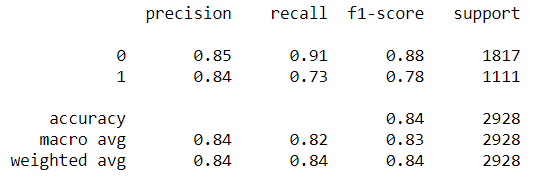 precision recall f1-score support
0 0.85 0.91 0.88 1817
1 0.84 0.73 0.78 1111
accuracy 0.84 2928
macro avg 0.84 0.82 0.83 2928
weighted avg 0.84 0.84 0.84 2928